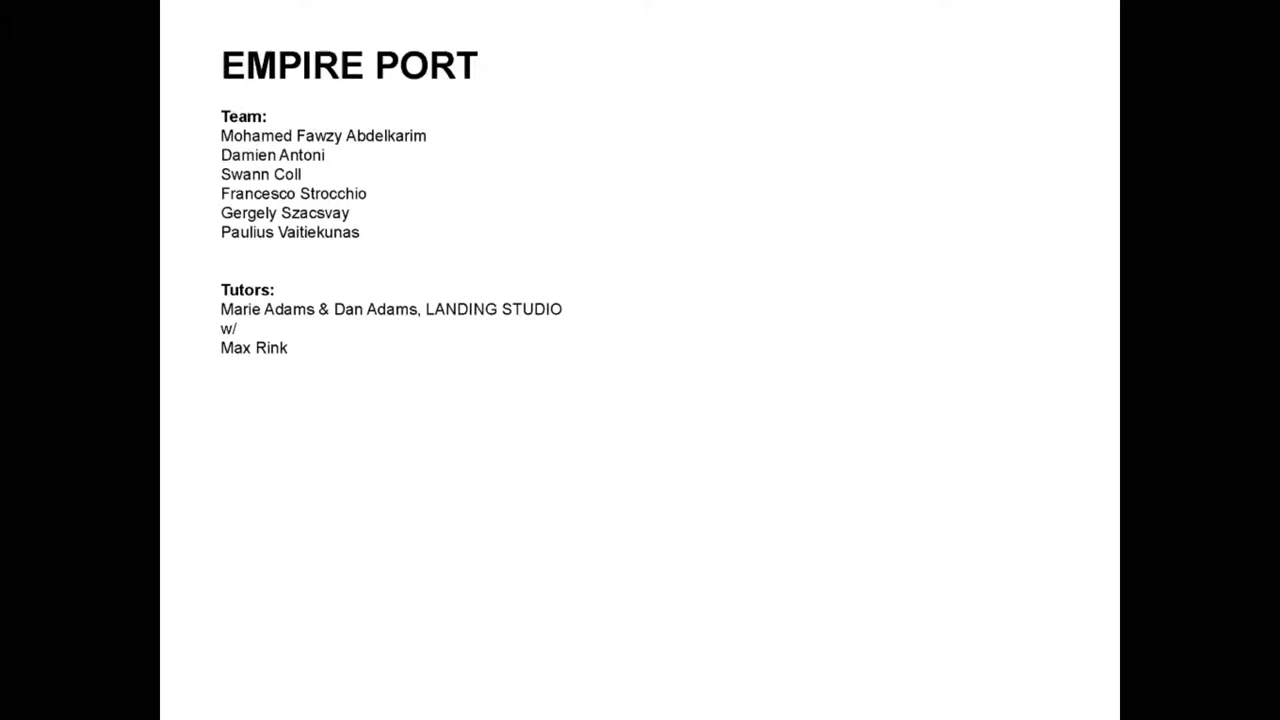 EMPIRE PORT
Team:
Mohamed Fawzy Abdelkarim
Damien Antoni
Swann Coll
Francesco Strocchio
Gergely Szacsvay
Paulius Vaitiekunas
Tutors:
Marie Adams & Dan Adams, LANDING STUDIO
w/
Max Rink